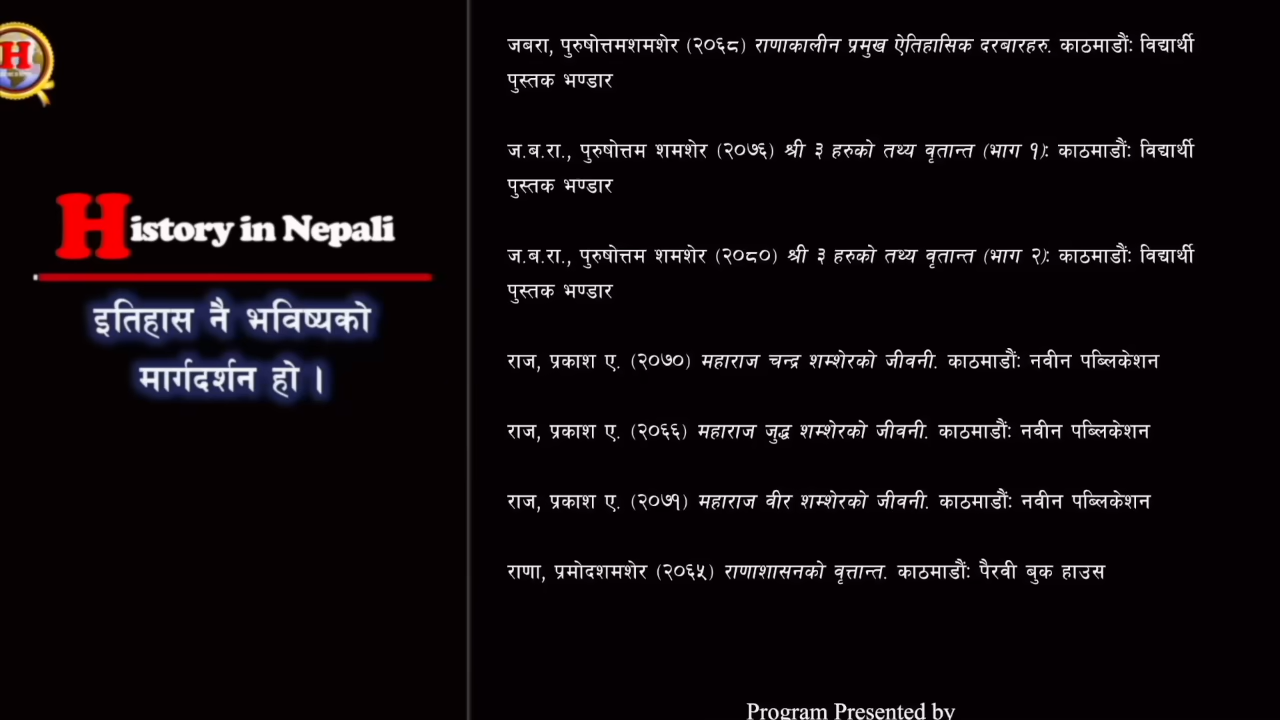 H
History in Nepali
इतिहास नै भविष्यको
मार्गदर्शन हो ।
जबरा, पुरुषोत्तमशमशेर (२०६८) राणाकालीन प्रमुख ऐतिहासिक दरबारहरु. काठमाडौंः विद्यार्थी
पुस्तक भण्डार
ज.ब.रा., पुरुषोत्तम शमशेर (२०७६) श्री ३ हरुको तथ्य वृतान्त (भाग १)ः काठमाडौंः विद्यार्थी
पुस्तक भण्डार
ज.ब.रा., पुरुषोत्तम शमशेर (२०८०) श्री ३ हरुको तथ्य वृतान्त (भाग २)ः काठमाडौंः विद्यार्थी
पुस्तक भण्डार
राज, प्रकाश ए. (२०७०) महाराज चन्द्र शम्शेरको जीवनी. काठमाडौंः नवीन पब्लिकेशन
राज, प्रकाश ए. (२०६६) महाराज जुद्ध शम्शेरको जीवनी. काठमाडौंः नवीन पब्लिकेशन
राज, प्रकाश ए. (२०७१) महाराज वीर शम्शेरको जीवनी. काठमाडौंः नवीन पब्लिकेशन
राणा, प्रमोदशमशेर (२०६५) राणाशासनको वृत्तान्त. काठमाडौंः पैरवी बुक हाउस
Program Presented by